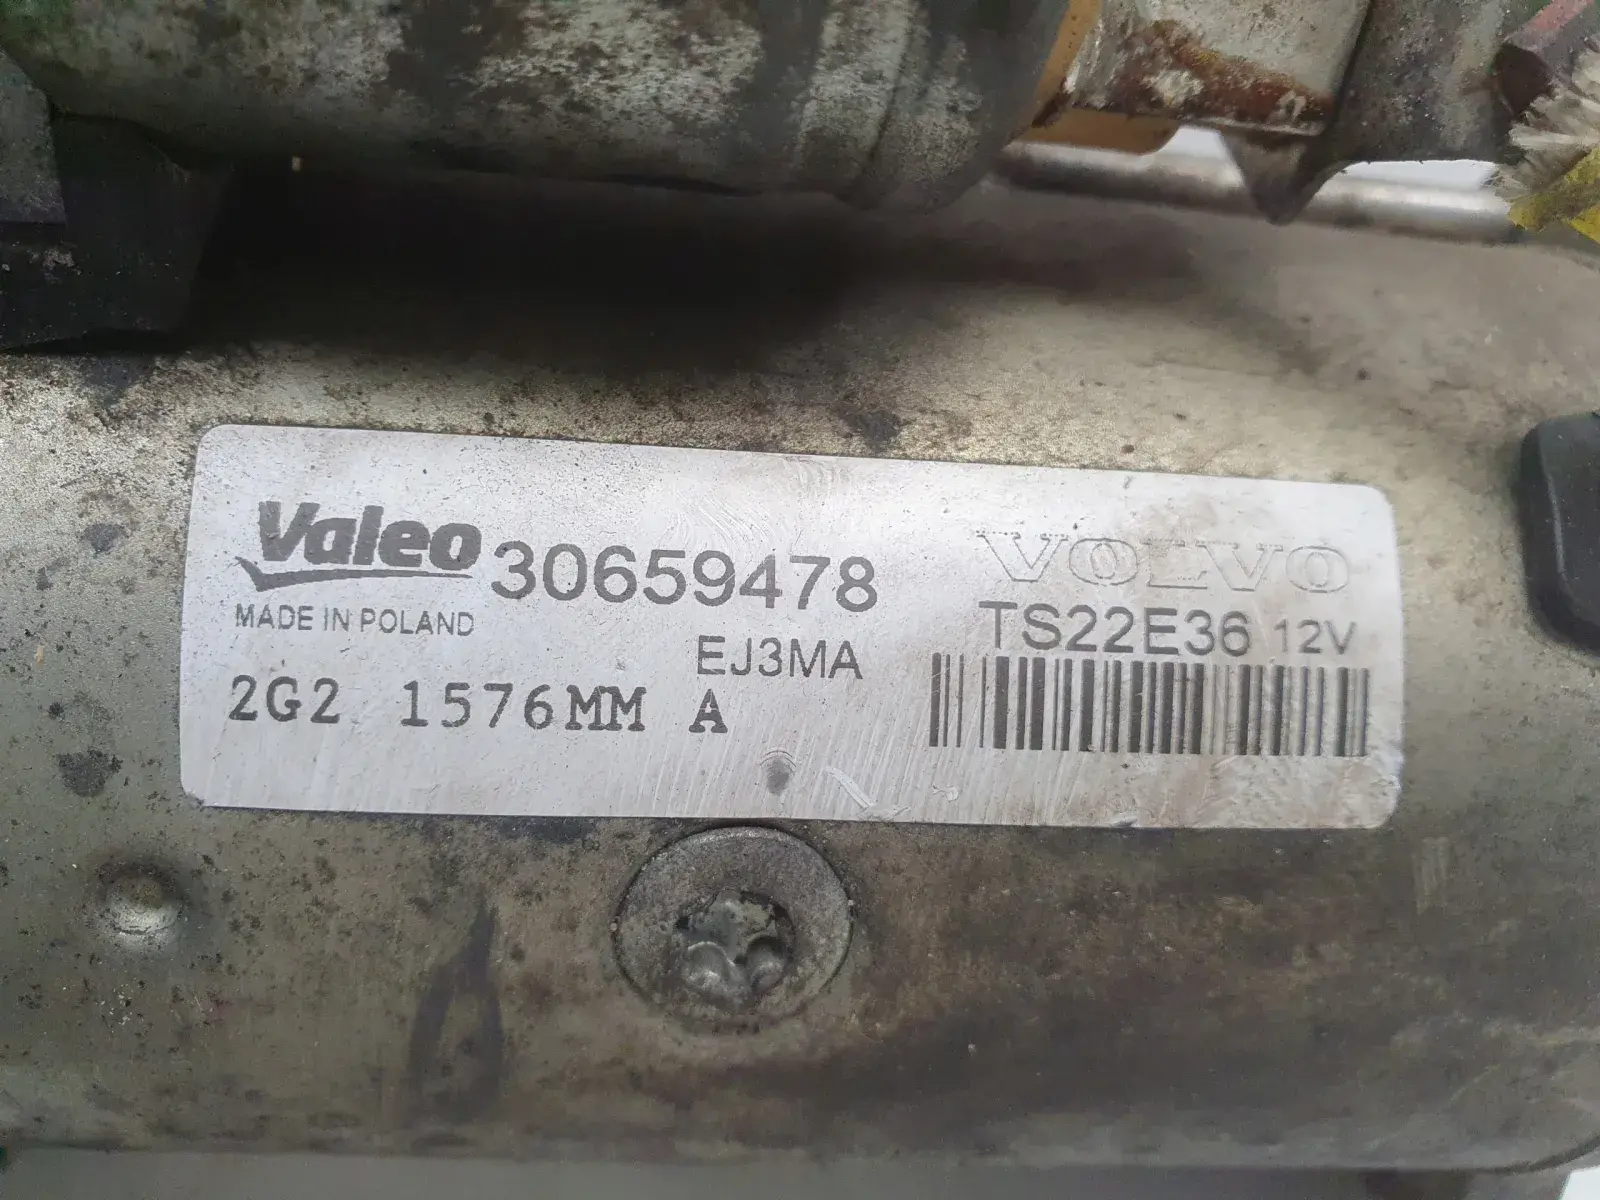 Valeo 30659478 VOLVO
MADE IN POLAND TS22E36 12V
EJ3MA
2G2 1576MM A